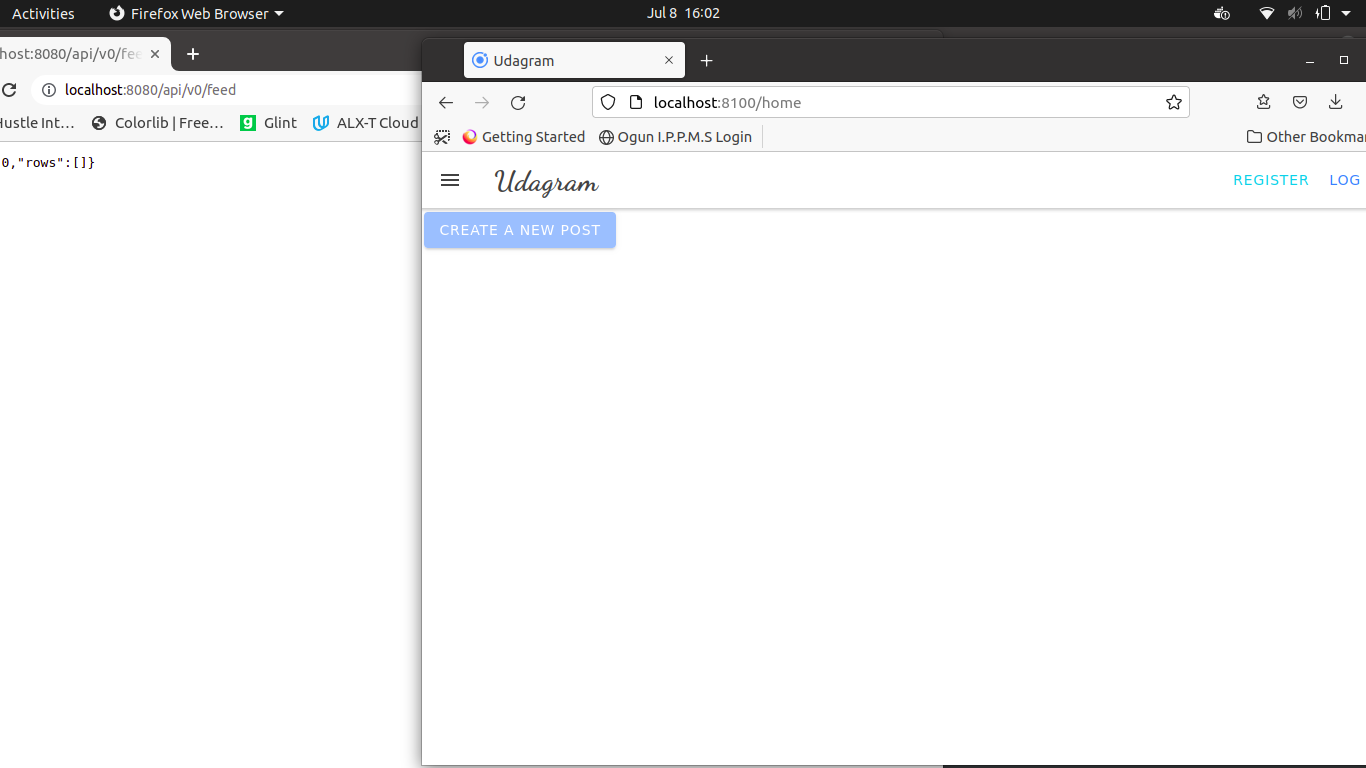 Activities Firefox Web Browser Jul 8 16:02
host:8080/api/v0/fee
Udagram
localhost:8080/api/v0/feed
localhost:8100/home
Hustle Int… Colorlib | Free… Glint ALX-T Cloud
Getting Started Ogun I.P.P.M.S Login Other Bookmar
0,"rows":[]}
Udagram REGISTER LOG
CREATE A NEW POST